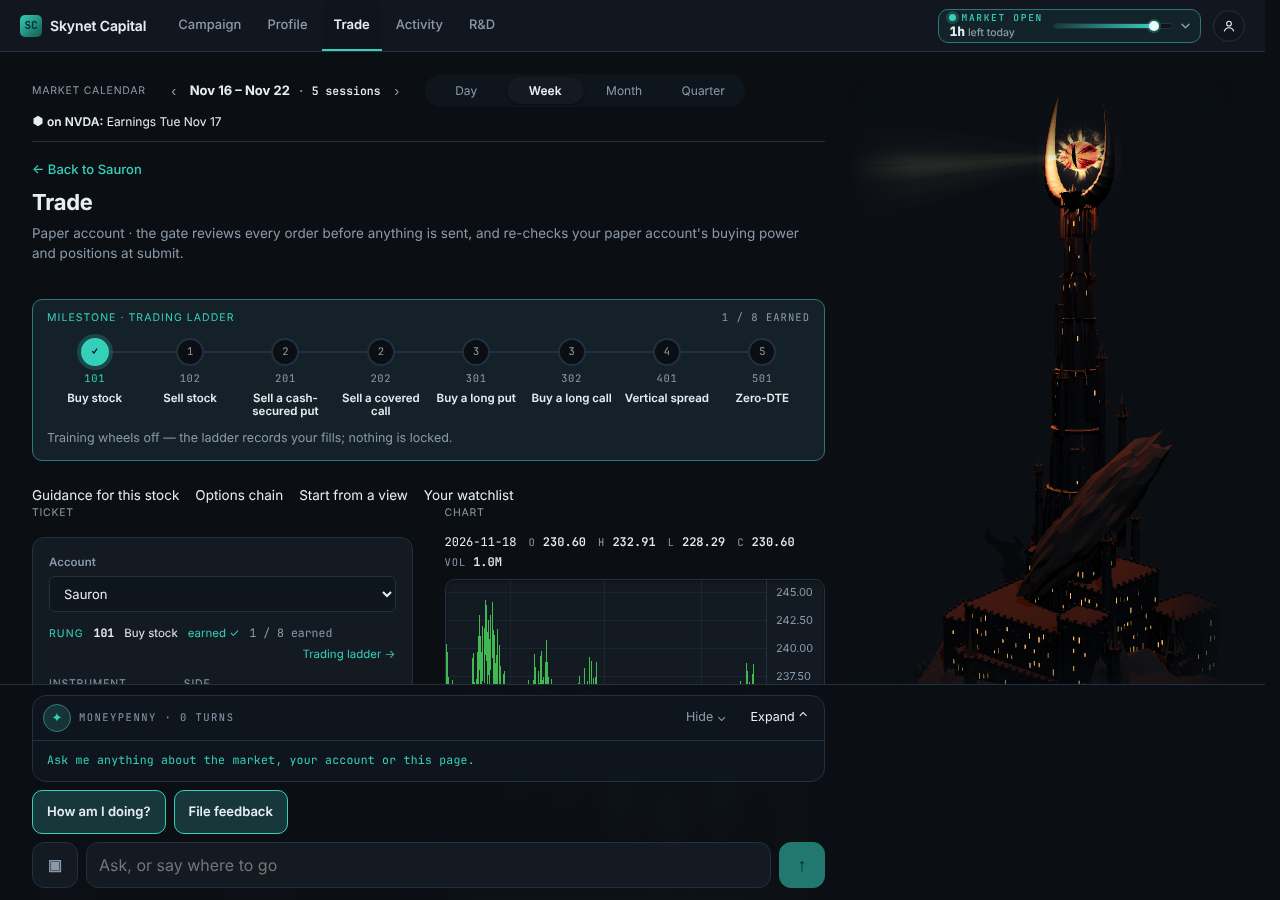 SC Skynet Capital Campaign Profile Trade Activity R&D
MARKET OPEN
1h left today
MARKET CALENDAR ‹ Nov 16 – Nov 22 · 5 sessions › Day Week Month Quarter
on NVDA: Earnings Tue Nov 17
← Back to Sauron
Trade
Paper account · the gate reviews every order before anything is sent, and re-checks your paper account's buying power
and positions at submit.
MILESTONE · TRADING LADDER 1 / 8 EARNED
✓ 1 2 2 3 3 4 5
101 102 201 202 301 302 401 501
Buy stock Sell stock Sell a cash-secured put Sell a covered call Buy a long put Buy a long call Vertical spread Zero-DTE
Training wheels off — the ladder records your fills; nothing is locked.
Guidance for this stock Options chain Start from a view Your watchlist
TICKET
Account
Sauron
RUNG 101 Buy stock earned ✓ 1 / 8 earned
Trading ladder →
INSTRUMENT SIDE
CHART
2026-11-18 O 230.60 H 232.91 L 228.29 C 230.60
VOL 1.0M
245.00
242.50
240.00
237.50
MONEYPENNY · 0 TURNS Hide Expand
Ask me anything about the market, your account or this page.
How am I doing? File feedback
Ask, or say where to go